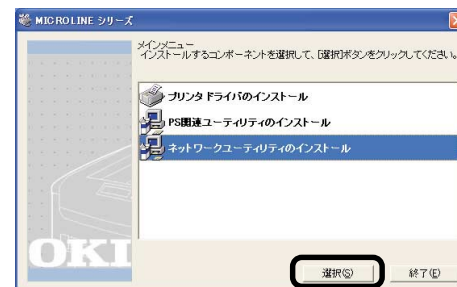 MICROLINE シリーズ
メインメニュー
インストールするコンポーネントを選択して、[選択]ボタンをクリックしてください。
プリンタ ドライバのインストール
PS関連ユーティリティのインストール
ネットワークユーティリティのインストール
OKI
選択(S)
終了(E)